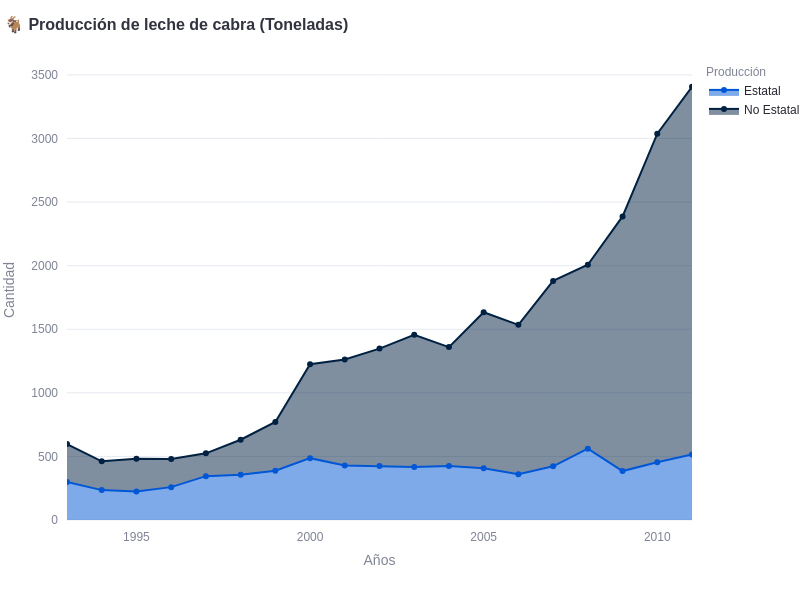 🐐 Producción de leche de cabra (Toneladas)
Producción
Estatal
No Estatal
3500
3000
2500
2000
1500
1000
500
0
Cantidad
1995
2000
2005
2010
Años